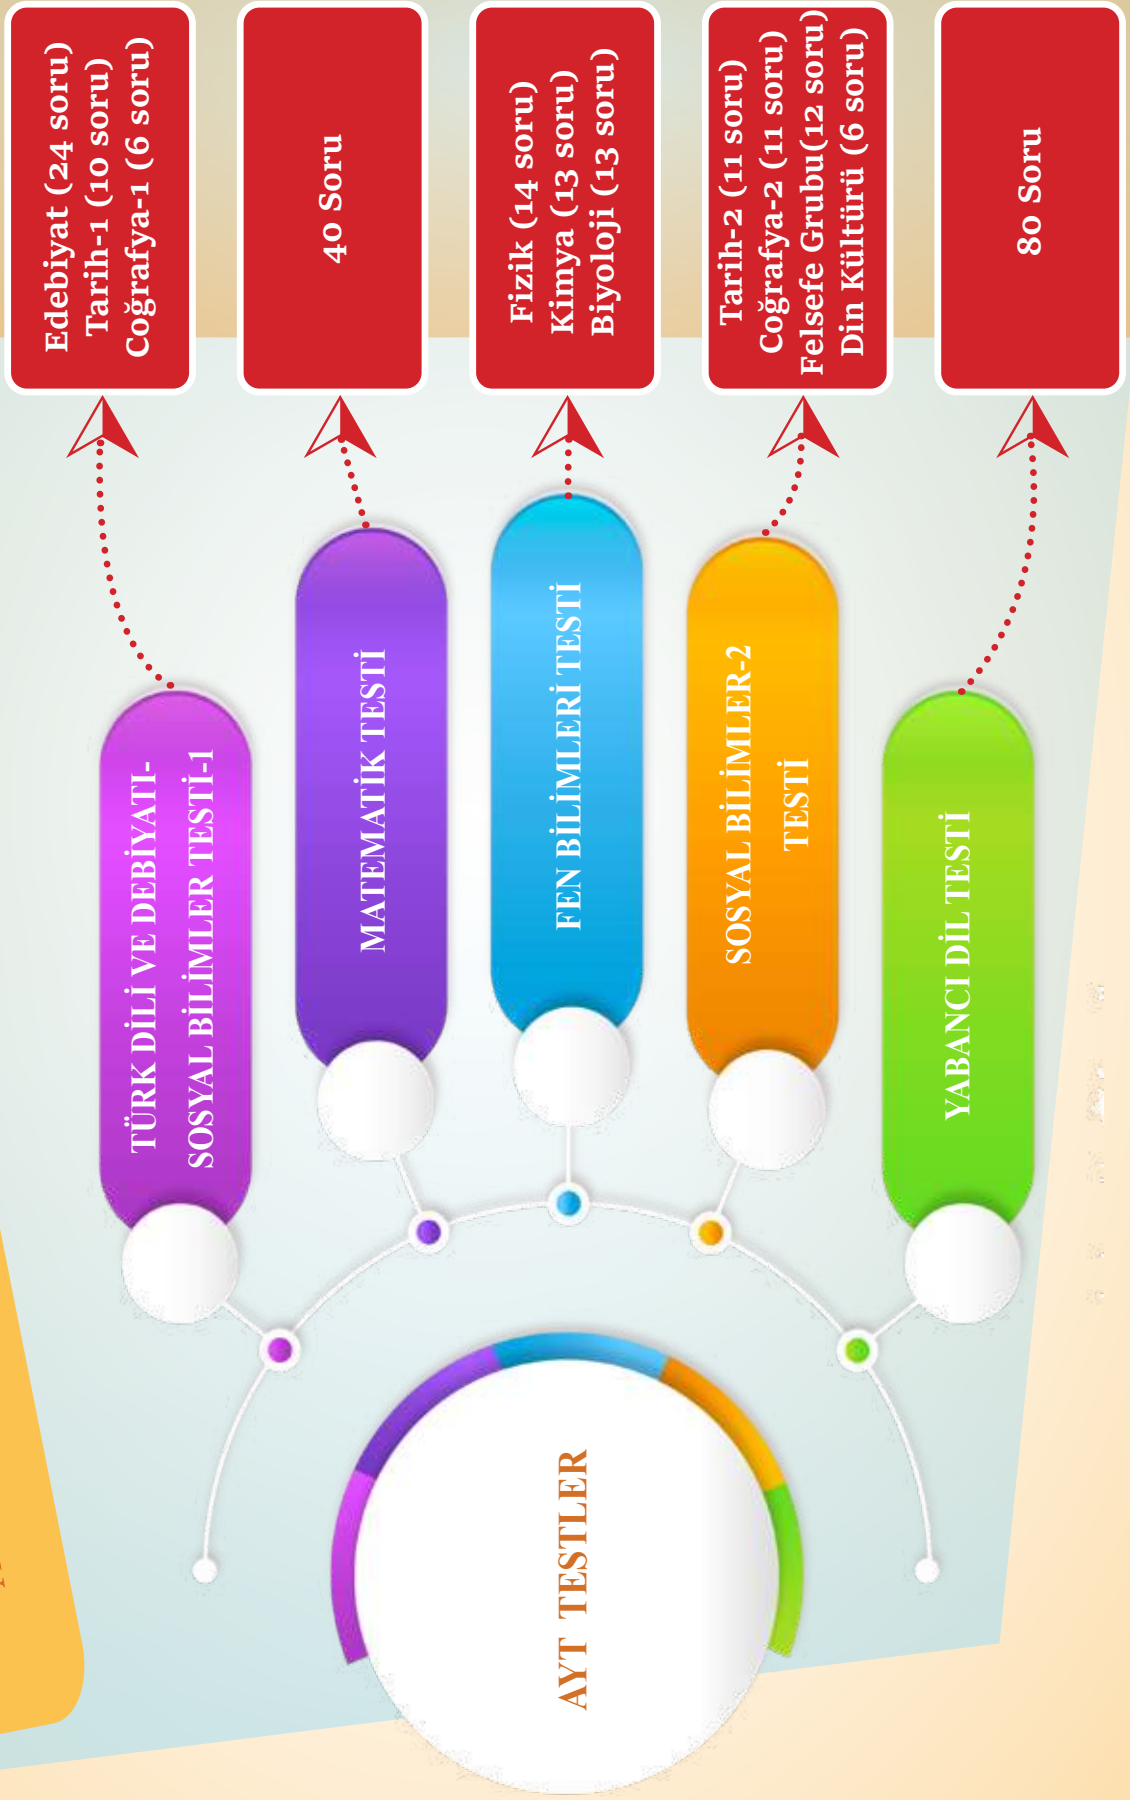 AYT TESTLER
TÜRK DİLİ VE DEBİYATI-
SOSYAL BİLİMLER TESTİ-1
Edebiyat (24 soru)
Tarih-1 (10 soru)
Coğrafya-1 (6 soru)
MATEMATİK TESTİ
40 Soru
FEN BİLİMLERİ TESTİ
Fizik (14 soru)
Kimya (13 soru)
Biyoloji (13 soru)
SOSYAL BİLİMLER-2
TESTİ
Tarih-2 (11 soru)
Coğrafya-2 (11 soru)
Felsefe Grubu(12 soru)
Din Kültürü (6 soru)
YABANCI DİL TESTİ
80 Soru